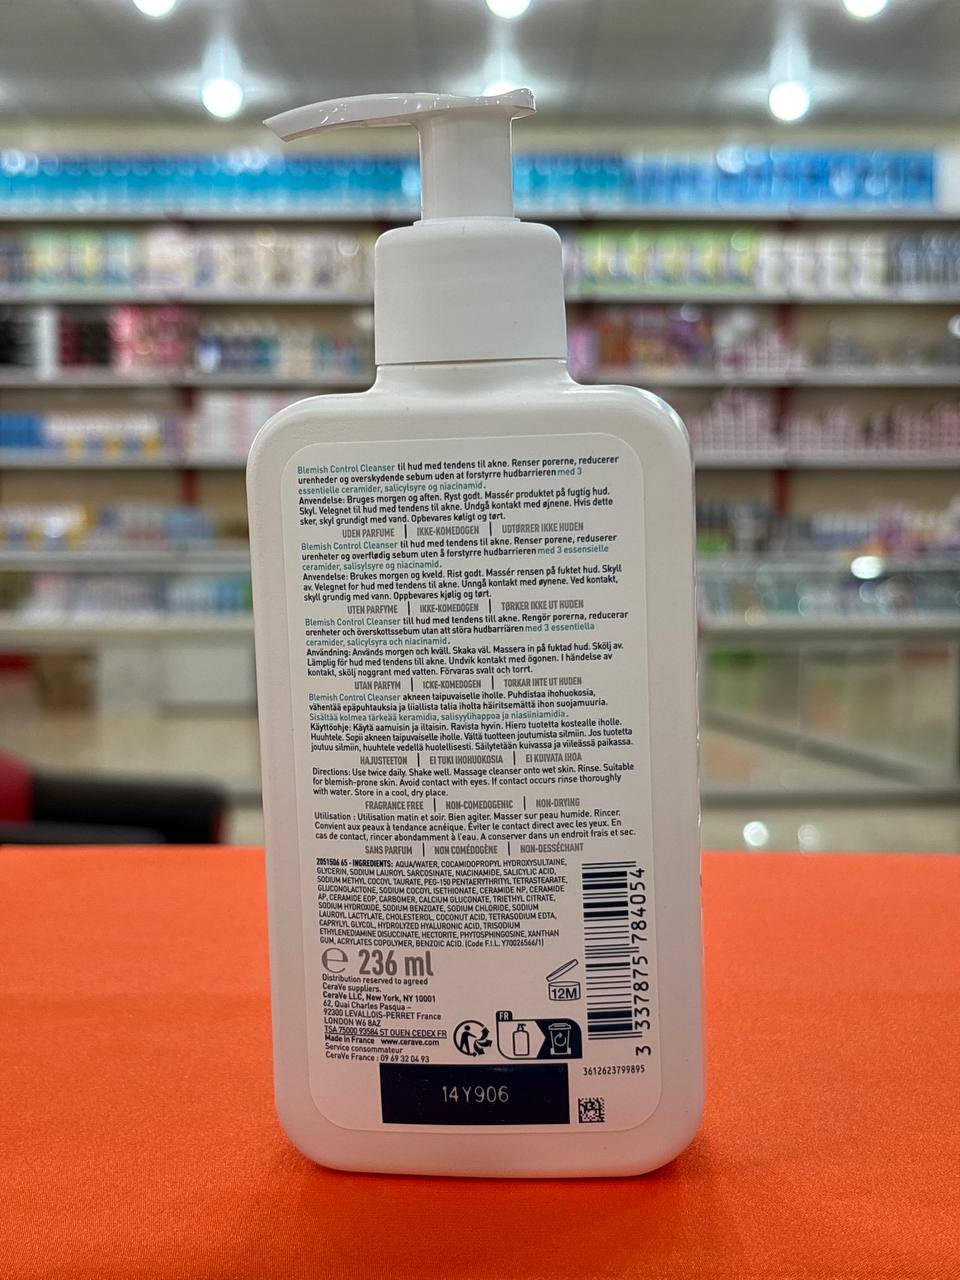 Blemish Control Cleanser til hud med tendens til akne. Renser porerne, reducerer
urenheder og overskydende sebum uden at forstyrre hudbarrieren med 3
essentielle ceramider, salicylsyre og niacinamid.
Anvendelse: Bruges morgen og aften. Ryst godt. Massér produktet på fugtig hud.
Skyl. Velegnet til hud med tendens til akne. Undgå kontakt med øjnene. Hvis dette
sker, skyl grundigt med vand. Opbevares køligt og tørt.
UDEN PARFUME | IKKE-KOMEDOGEN | UDTØRRER IKKE HUDEN
Blemish Control Cleanser til hud med tendens til akne. Renser porene, reduserer
urenheter og overflødig sebum uten å forstyrre hudbarrieren med 3 essensielle
ceramider, salisylsyre og niacinamid.
Anvendelse: Brukes morgen og kveld. Rist godt. Massér rensen på fuktet hud. Skyll
av. Velegnet for hud med tendens til akne. Unngå kontakt med øynene. Ved kontakt,
skyll grundig med vann. Oppbevares kjølig og tørt.
UTEN PARFYME | IKKE-KOMEDOGEN | TØRKER IKKE UT HUDEN
Blemish Control Cleanser till hud med tendens till akne. Rengör porerna, reducerar
orenheter och överskottssebum utan att störa hudbarriären med 3 essentiella
ceramider, salicylsyra och niacinamid.
Användning: Används morgon och kväll. Skaka väl. Massera in på fuktad hud. Skölj av.
Lämplig för hud med tendens till akne. Undvik kontakt med ögonen. I händelse av
kontakt, skölj noggrant med vatten. Förvaras svalt och torrt.
UTAN PARFYM | ICKE-KOMEDOGEN | TORKAR INTE UT HUDEN
Blemish Control Cleanser akneen taipuvaiselle iholle. Puhdistaa ihohuokosia,
vähentää epäpuhtauksia ja liiallista talia iholta häiritsemättä ihon suojamuuria.
Sisältää kolmea tärkeää keramidia, salisyylihappoa ja niasiiniamidia.
Käyttöohje: Käytä aamuisin ja iltaisin. Ravista hyvin. Hiero tuotetta kostealle iholle.
Huuhtele. Sopii akneen taipuvaiselle iholle. Vältä tuotteen joutumista silmiin. Jos tuotetta
joutuu silmiin, huuhtele vedellä huolellisesti. Säilytetään kuivassa ja viileässä paikassa.
HAJUSTEETON | EI TUKI IHOHUOKOSIA | EI KUIVATA IHOA
Directions: Use twice daily. Shake well. Massage cleanser onto wet skin. Rinse. Suitable
for blemish-prone skin. Avoid contact with eyes. If contact occurs rinse thoroughly
with water. Store in a cool, dry place.
FRAGRANCE FREE | NON-COMEDOGENIC | NON-DRYING
Utilisation : Utilisation matin et soir. Bien agiter. Masser sur peau humide. Rincer.
Convient aux peaux à tendance acnéique. Éviter le contact direct avec les yeux. En
cas de contact, rincer abondamment à l'eau. A conserver dans un endroit frais et sec.
SANS PARFUM | NON COMÉDOGÈNE | NON-DESSÉCHANT
2051506 65 - INGREDIENTS: AQUA/WATER, COCAMIDOPROPYL HYDROXYSULTAINE,
GLYCERIN, SODIUM LAUROYL SARCOSINATE, NIACINAMIDE, SALICYLIC ACID,
SODIUM METHYL COCOYL TAURATE, PEG-150 PENTAERYTHRITYL TETRASTEARATE,
GLUCONOLACTONE, SODIUM COCOYL ISETHIONATE, CERAMIDE NP, CERAMIDE
AP, CERAMIDE EOP, CARBOMER, CALCIUM GLUCONATE, TRIETHYL CITRATE,
SODIUM HYDROXIDE, SODIUM BENZOATE, SODIUM CHLORIDE, SODIUM
LAUROYL LACTYLATE, CHOLESTEROL, COCONUT ACID, TETRASODIUM EDTA,
CAPRYLYL GLYCOL, HYDROLYZED HYALURONIC ACID, TRISODIUM
ETHYLENEDIAMINE DISUCCINATE, HECTORITE, PHYTOSPHINGOSINE, XANTHAN
GUM, ACRYLATES COPOLYMER, BENZOIC ACID. (Code F.I.L. Y70026566/1)
℮ 236 ml
Distribution reserved to agreed
CeraVe suppliers.
CeraVe LLC, New York, NY 10001
62, Quai Charles Pasqua –
92300 LEVALLOIS-PERRET France
LONDON W6 8AZ
TSA 75000 93584 ST OUEN CEDEX FR
Made in France www.cerave.com
Service consommateur
CeraVe France : 09 69 32 04 93
12M
FR
3 337875 784054
3612623799895
14Y906